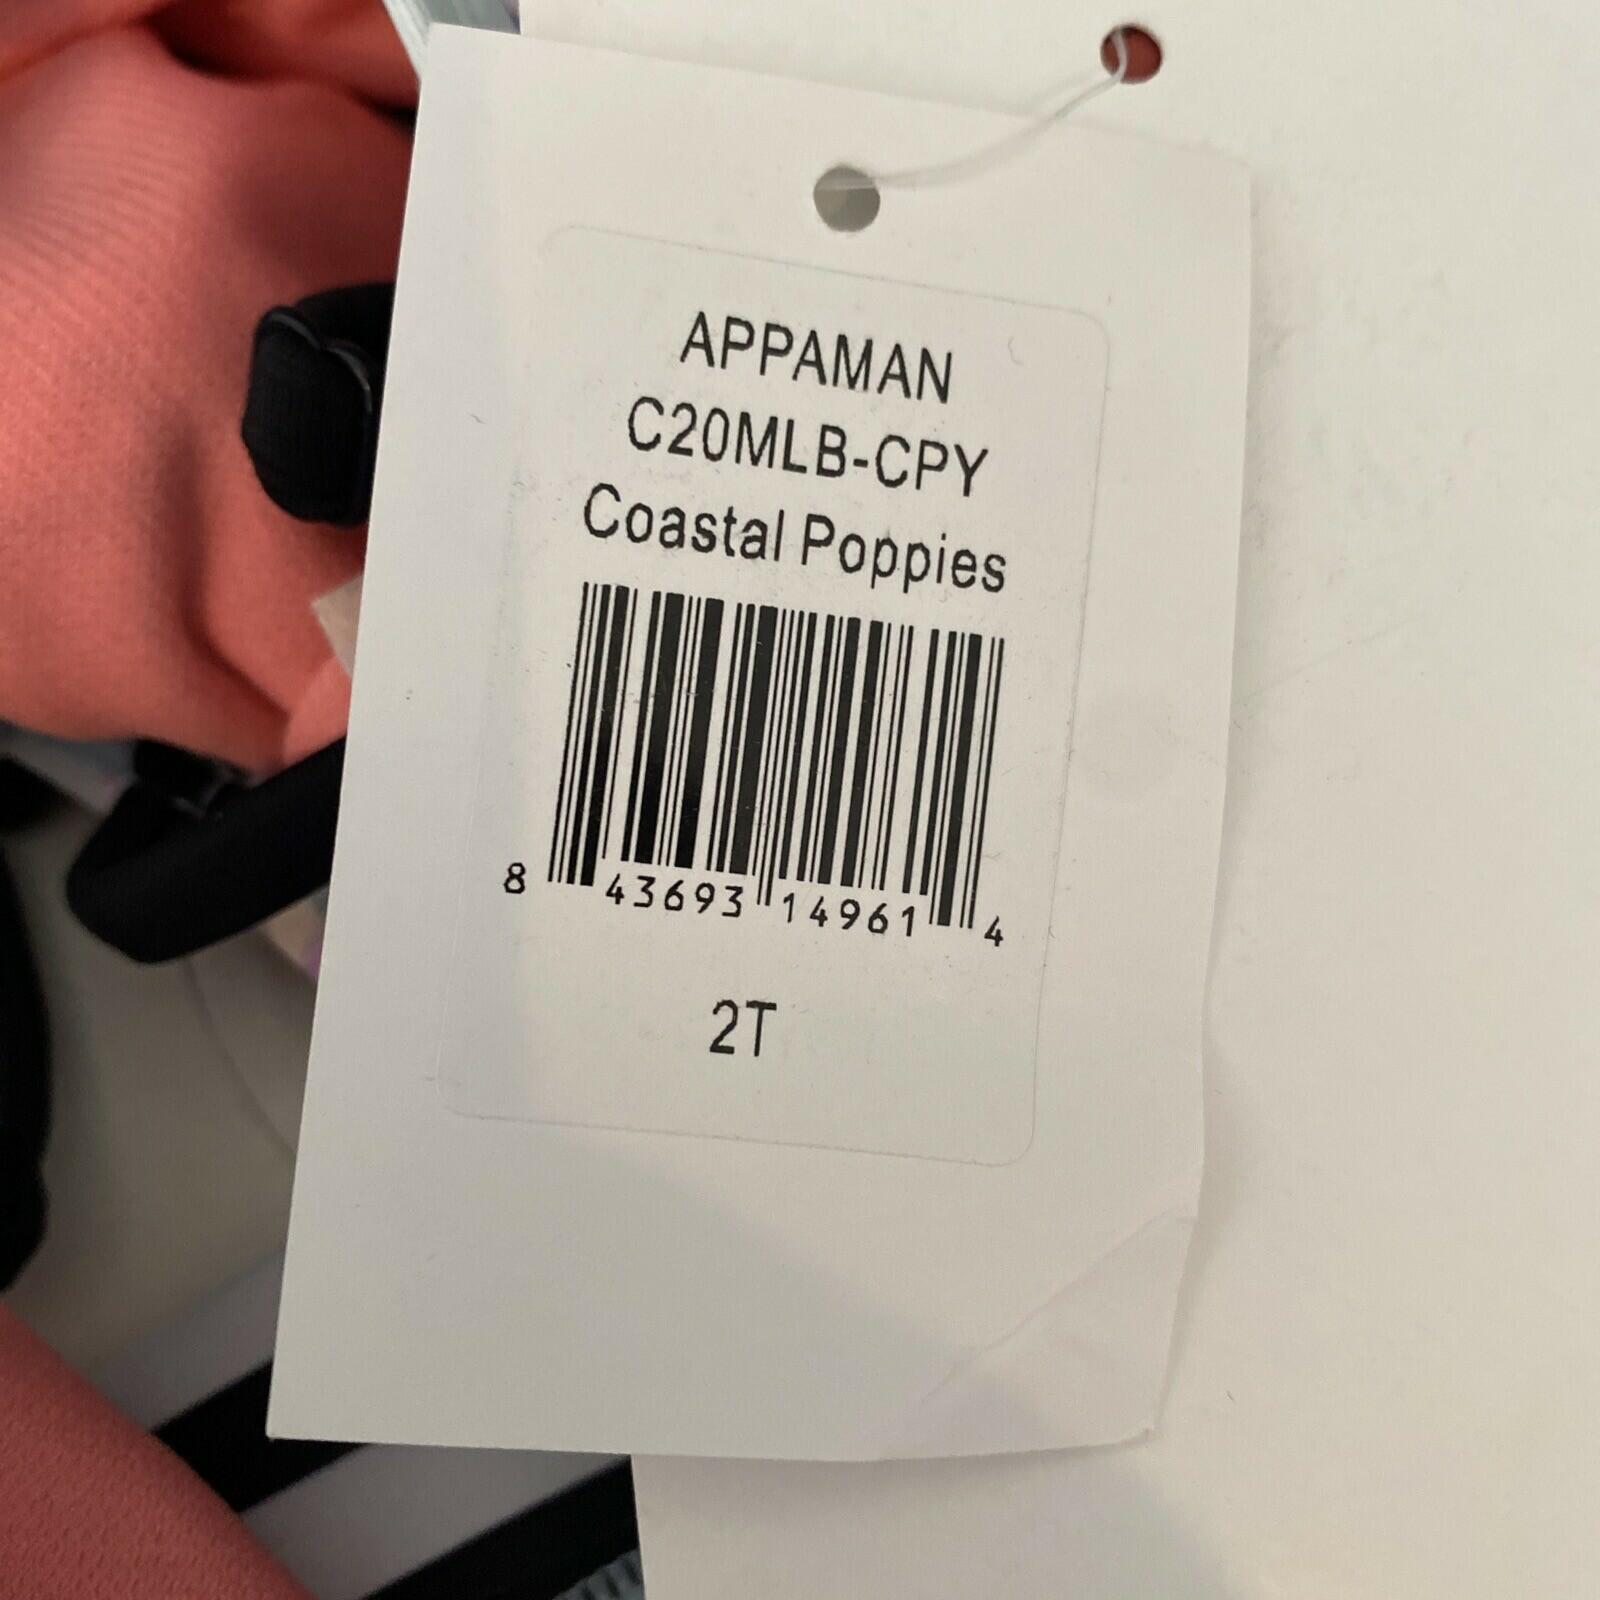 APPAMAN
C20MLB-CPY
Coastal Poppies
8 43693 14961 4
2T